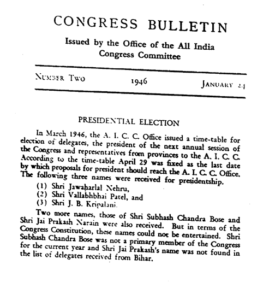 CONGRESS BULLETIN
Issued by the Office of the All India
Congress Committee
NUMBER TWO 1946 JANUARY 24
PRESIDENTIAL ELECTION
In March 1946, the A. I. C. C. Office issued a time-table for
election of delegates, the president of the next annual session of
the Congress and representatives from provinces to the A. I. C. C.
According to the time-table April 29 was fixed as the last date
by which proposals for president should reach the A. I. C. C. Office.
The following three names were received for presidentship.
(1) Shri Jawaharlal Nehru,
(2) Shri Vallabhbhai Patel, and
(3) Shri J. B. Kripalani.
Two more names, those of Shri Subhash Chandra Bose and
Shri Jai Prakash Narain were also received. But in terms of the
Congress Constitution, these names could not be entertained. Shri
Subhash Chandra Bose was not a primary member of the Congress
for the current year and Shri Jai Prakash's name was not found in
the list of delegates received from Bihar.